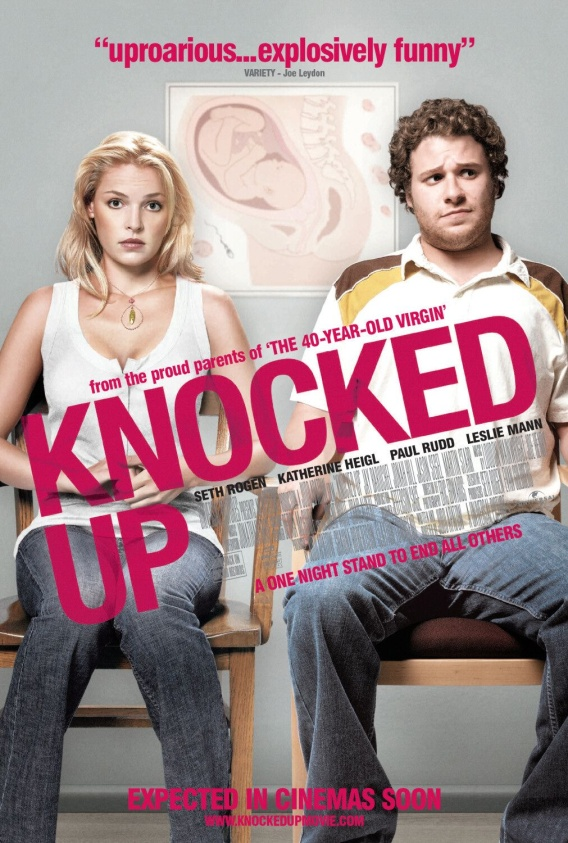 “uproarious...explosively funny”
VARIETY - Joe Leydon
from the proud parents of ‘THE 40-YEAR-OLD VIRGIN’
KNOCKED
UP
SETH ROGEN KATHERINE HEIGL PAUL RUDD LESLIE MANN
A ONE NIGHT STAND TO END ALL OTHERS
EXPECTED IN CINEMAS SOON
WWW.KNOCKEDUPMOVIE.COM